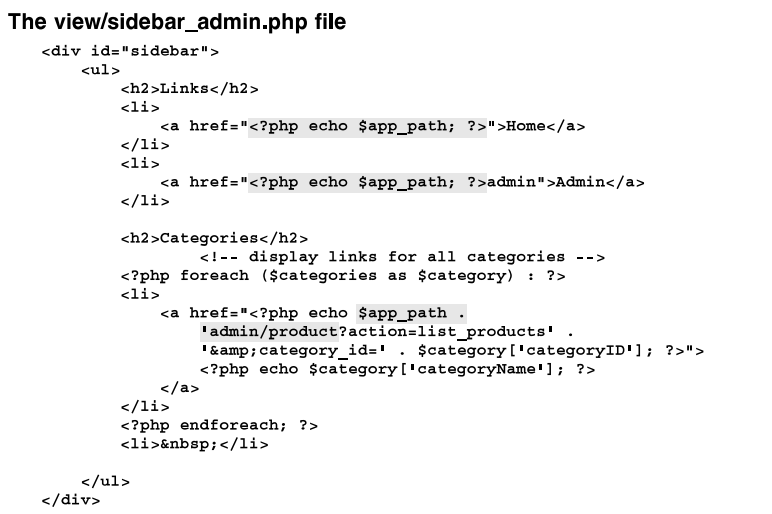 The view/sidebar_admin.php file
<div id="sidebar">
<ul>
<h2>Links</h2>
<li>
<a href="<?php echo $app_path; ?>">Home</a>
</li>
<li>
<a href="<?php echo $app_path; ?>admin">Admin</a>
</li>
<h2>Categories</h2>
<!-- display links for all categories -->
<?php foreach ($categories as $category) : ?>
<li>
<a href="<?php echo $app_path .
'admin/product?action=list_products' .
'&amp;category_id=' . $category['categoryID']; ?>">
<?php echo $category['categoryName']; ?>
</a>
</li>
<?php endforeach; ?>
<li>&nbsp;</li>
</ul>
</div>